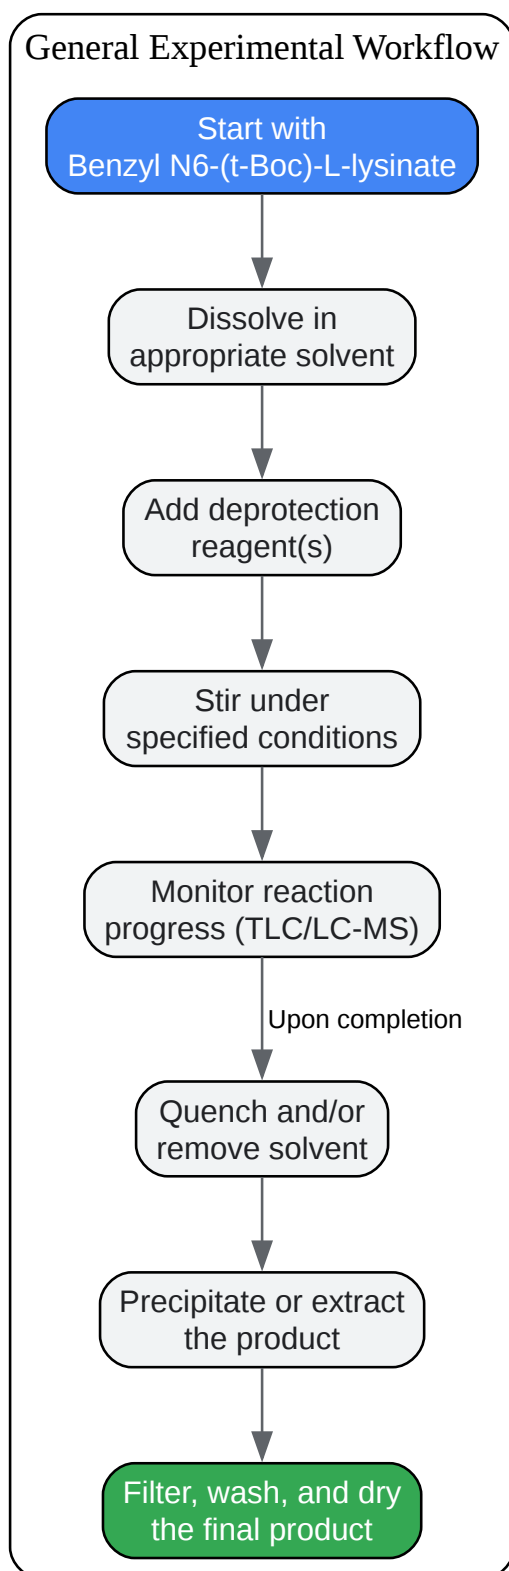 General Experimental Workflow
Start with
Benzyl N6-(t-Boc)-L-lysinate
Dissolve in
appropriate solvent
Add deprotection
reagent(s)
Stir under
specified conditions
Monitor reaction
progress (TLC/LC-MS)
Upon completion
Quench and/or
remove solvent
Precipitate or extract
the product
Filter, wash, and dry
the final product